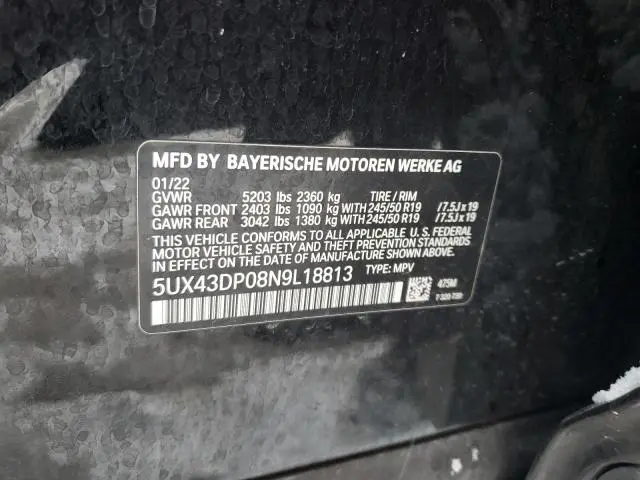 MFD BY BAYERISCHE MOTOREN WERKE AG
01/22
GVWR 5203 lbs 2360 kg TIRE / RIM
GAWR FRONT 2403 lbs 1090 kg WITH 245/50 R19 /7.5J x 19
GAWR REAR 3042 lbs 1380 kg WITH 245/50 R19 /7.5J x 19
THIS VEHICLE CONFORMS TO ALL APPLICABLE U.S. FEDERAL
MOTOR VEHICLE SAFETY AND THEFT PREVENTION STANDARDS
IN EFFECT ON THE DATE OF MANUFACTURE SHOWN ABOVE.
5UX43DP08N9L18813 TYPE: MPV
475M